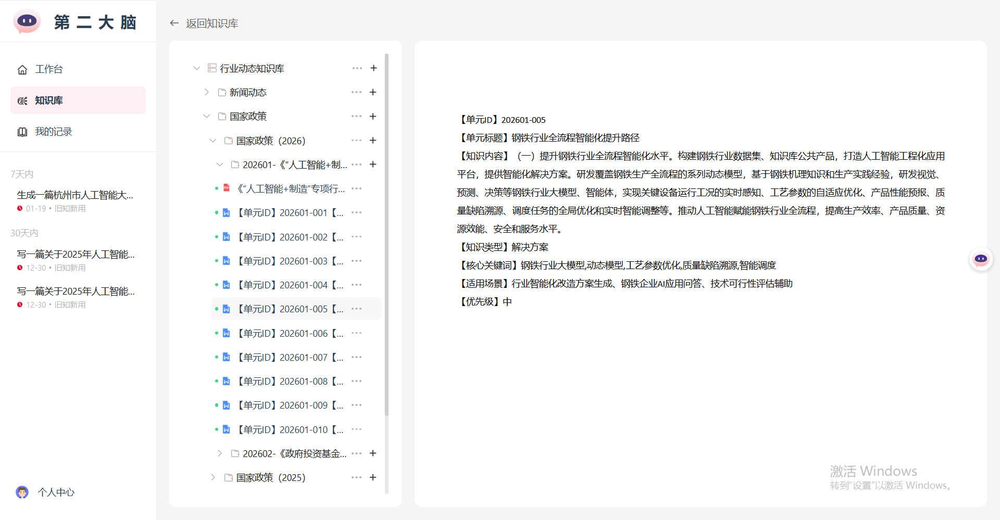 第二大脑
工作台
知识库
我的记录
7天内
生成一篇杭州市人工智能大...
01-19 • 旧知新用
30天内
写一篇关于2025年人工智能...
12-30 • 旧知新用
写一篇关于2025年人工智能...
12-30 • 旧知新用
个人中心
返回知识库
行业动态知识库
新闻动态
国家政策
国家政策（2026）
202601-《“人工智能+制...
《“人工智能+制造”专项行...
【单元ID】202601-001【...
【单元ID】202601-002【...
【单元ID】202601-003【...
【单元ID】202601-004【...
【单元ID】202601-005【...
【单元ID】202601-006【...
【单元ID】202601-007【...
【单元ID】202601-008【...
【单元ID】202601-009【...
【单元ID】202601-010【...
202602-《政府投资基金...
国家政策（2025）
【单元ID】202601-005
【单元标题】钢铁行业全流程智能化提升路径
【知识内容】（一）提升钢铁行业全流程智能化水平。构建钢铁行业数据集、知识库公共产品，打造人工智能工程化应用
平台，提供智能化解决方案。研发覆盖钢铁生产全流程的系列动态模型，基于钢铁机理知识和生产实践经验，研发视觉、
预测、决策等钢铁行业大模型、智能体，实现关键设备运行工况的实时感知、工艺参数的自适应优化、产品性能预报、质
量缺陷溯源、调度任务的全局优化和实时智能调整等。推动人工智能赋能钢铁行业全流程，提高生产效率、产品质量、资
源效能、安全和服务水平。
【知识类型】解决方案
【核心关键词】钢铁行业大模型,动态模型,工艺参数优化,质量缺陷溯源,智能调度
【适用场景】行业智能化改造方案生成、钢铁企业AI应用问答、技术可行性评估辅助
【优先级】中
激活 Windows
转到“设置”以激活 Windows。